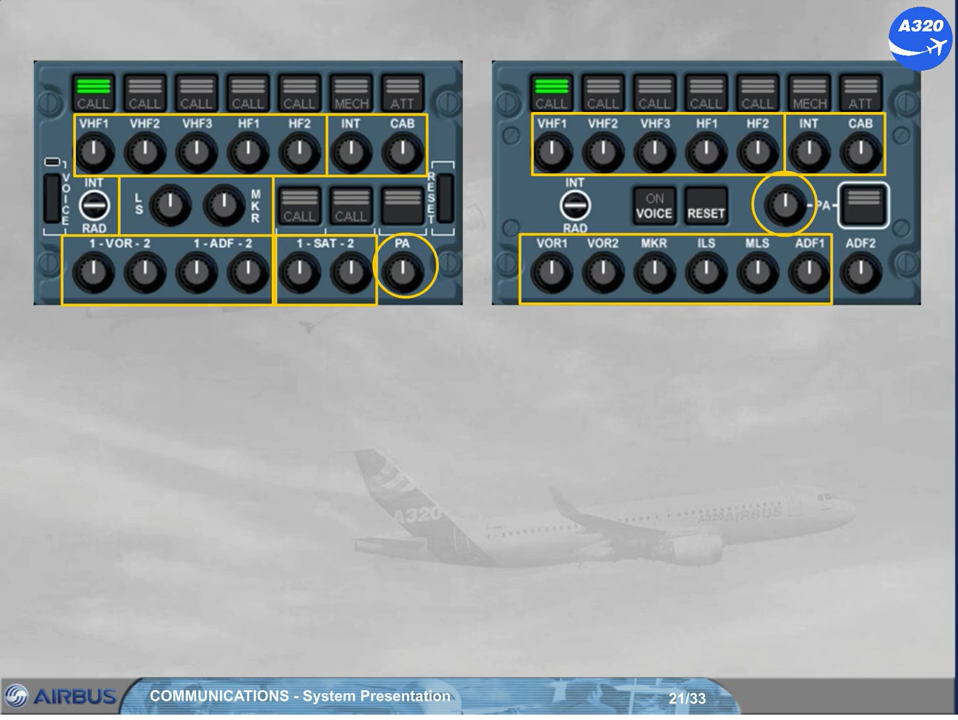 A320
CALL CALL CALL CALL CALL MECH ATT
VHF1 VHF2 VHF3 HF1 HF2 INT CAB
VOICE
INT
RAD
LS
MKR
CALL CALL
RESET
1 - VOR - 2 1 - ADF - 2 1 - SAT - 2 PA
CALL CALL CALL CALL CALL MECH ATT
VHF1 VHF2 VHF3 HF1 HF2 INT CAB
INT
RAD
ON
VOICE
RESET
PA
VOR1 VOR2 MKR ILS MLS ADF1 ADF2
A320
AIRBUS
AIRBUS
COMMUNICATIONS - System Presentation
21/33